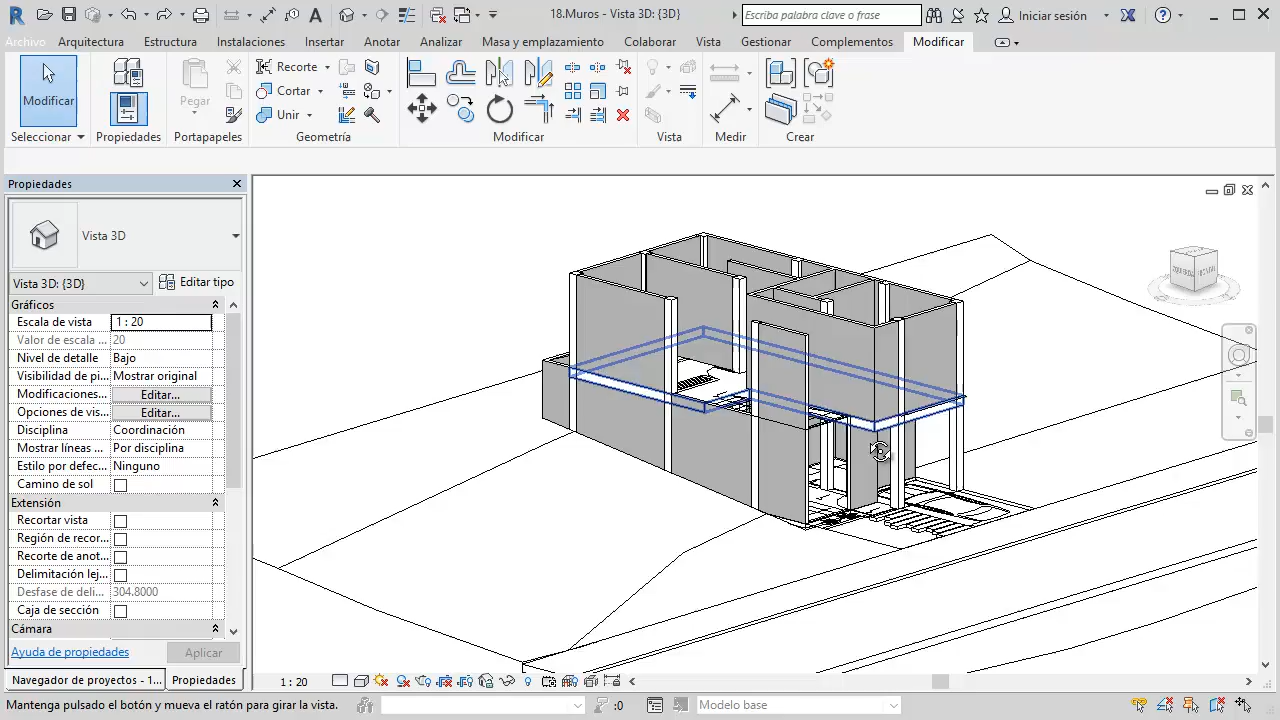 18.Muros - Vista 3D: {3D}
Escriba palabra clave o frase
Iniciar sesión
Archivo
Arquitectura
Estructura
Instalaciones
Insertar
Anotar
Analizar
Masa y emplazamiento
Colaborar
Vista
Gestionar
Complementos
Modificar
Modificar
Pegar
Recorte
Cortar
Unir
Seleccionar
Propiedades
Portapapeles
Geometría
Modificar
Vista
Medir
Crear
Propiedades
Vista 3D
Vista 3D: {3D}
Editar tipo
Gráficos
Escala de vista 1 : 20
Valor de escala ... 20
Nivel de detalle Bajo
Visibilidad de pi... Mostrar original
Modificaciones... Editar...
Opciones de vis... Editar...
Disciplina Coordinación
Mostrar líneas ... Por disciplina
Estilo por defec... Ninguno
Camino de sol
Extensión
Recortar vista
Región de recor...
Recorte de anot...
Delimitación lej...
Desfase de deli... 304.8000
Caja de sección
Cámara
Ayuda de propiedades
Aplicar
Navegador de proyectos - 1...
Propiedades
1 : 20
Mantenga pulsado el botón y mueva el ratón para girar la vista.
:0
Modelo base